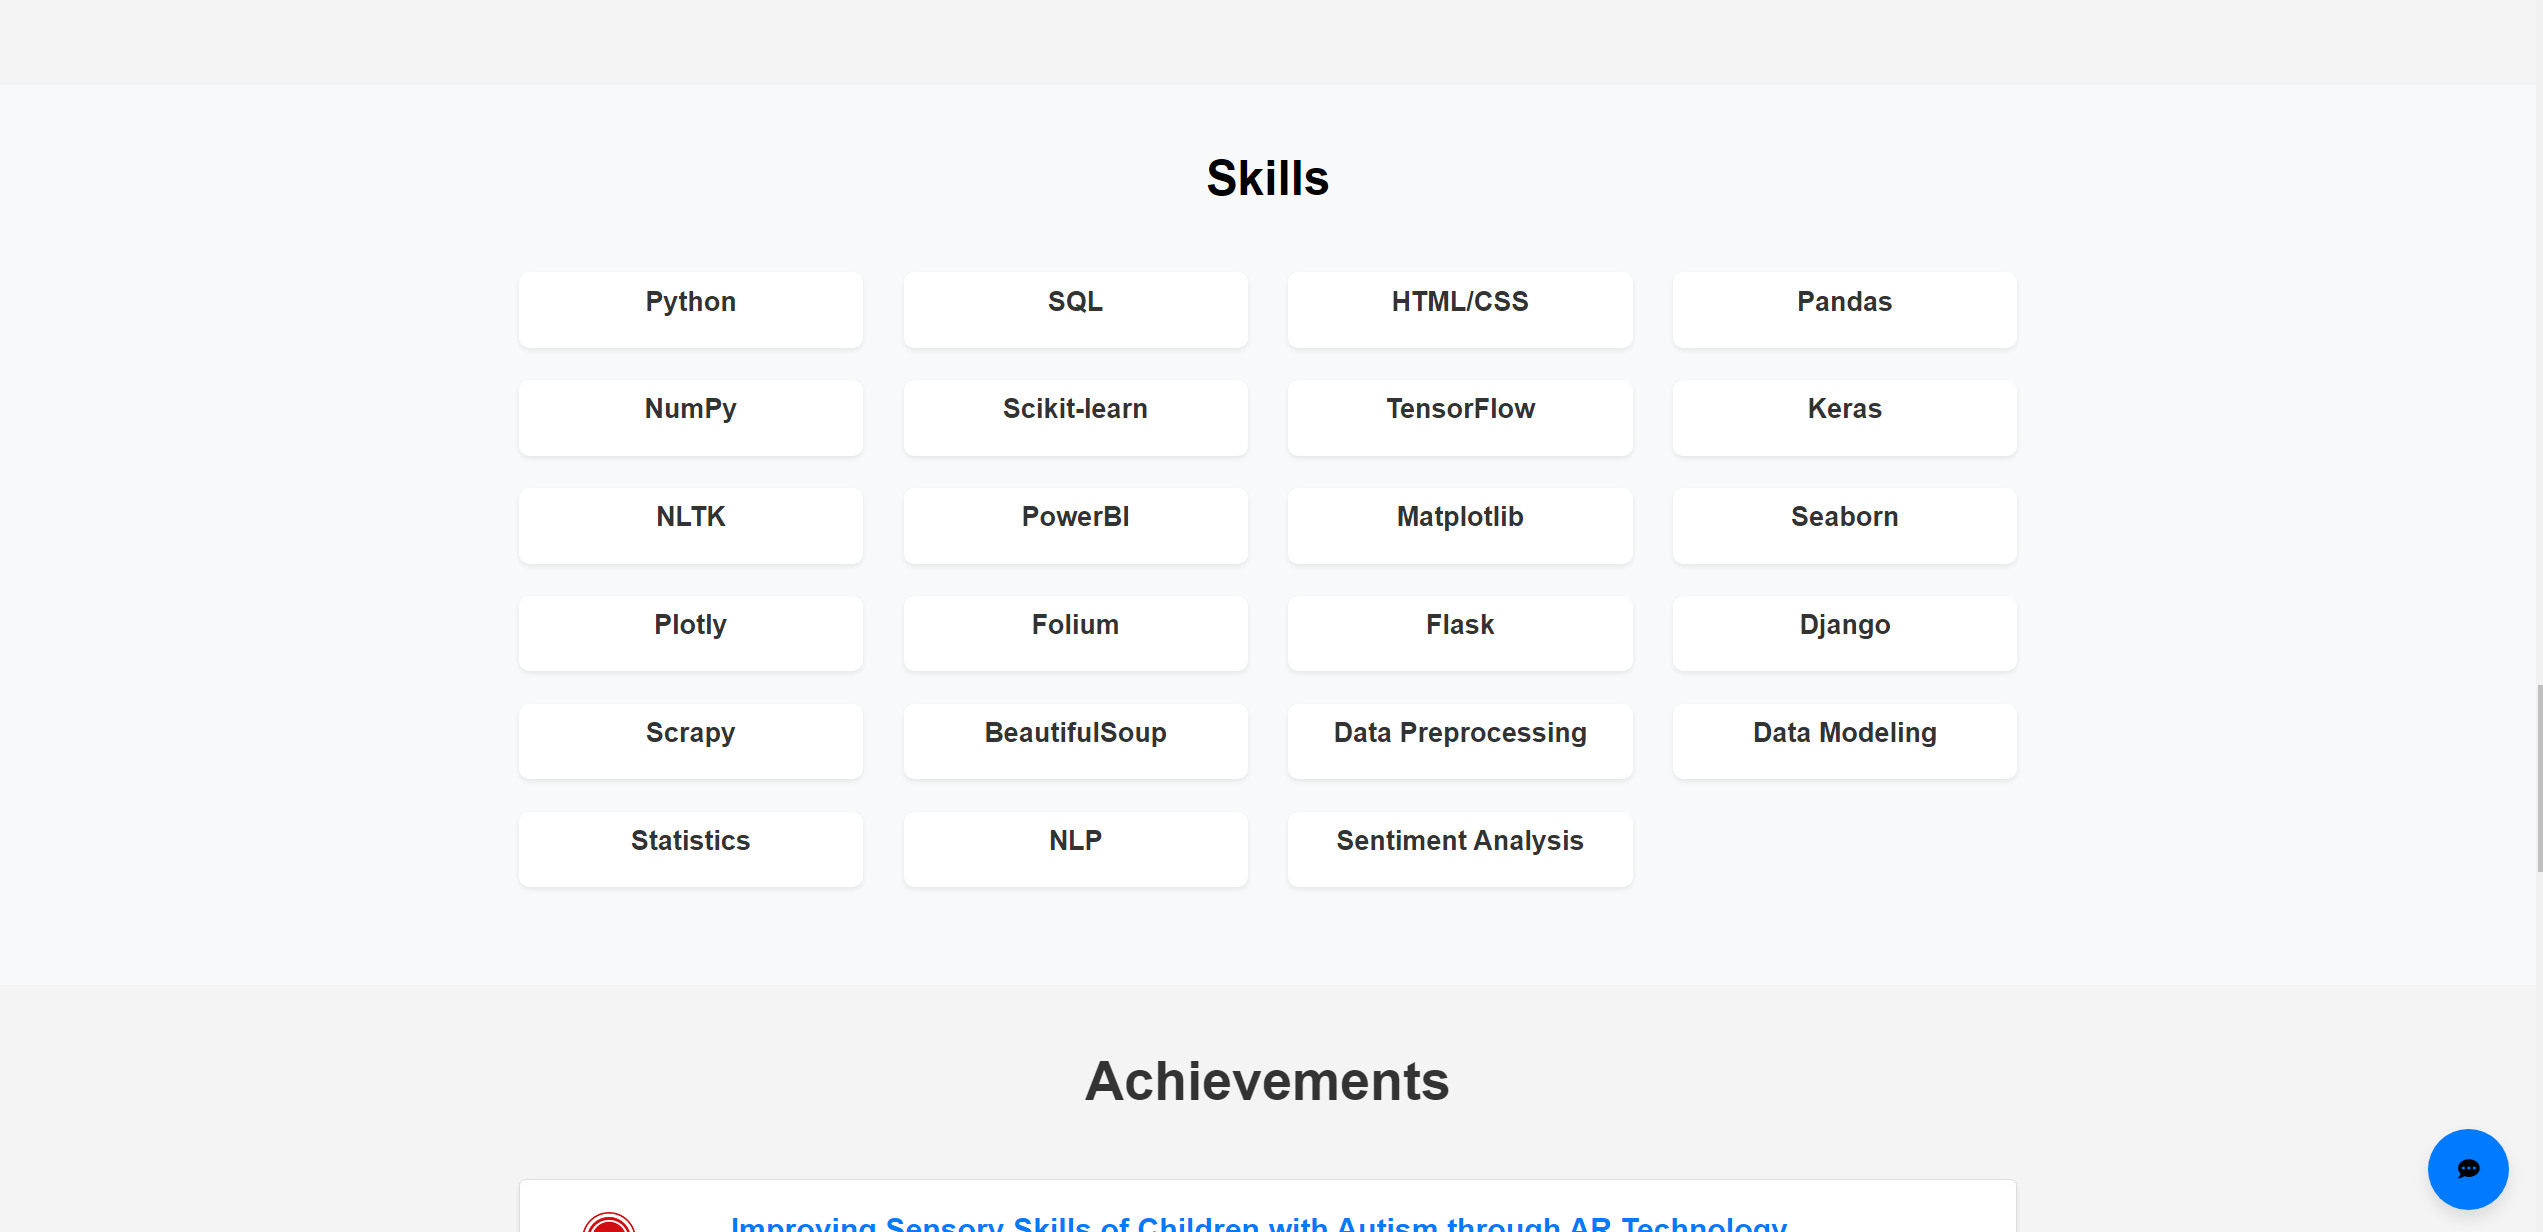 Skills
Python
SQL
HTML/CSS
Pandas
NumPy
Scikit-learn
TensorFlow
Keras
NLTK
PowerBI
Matplotlib
Seaborn
Plotly
Folium
Flask
Django
Scrapy
BeautifulSoup
Data Preprocessing
Data Modeling
Statistics
NLP
Sentiment Analysis
Achievements
Improving Sensory Skills of Children with Autism through AR Technology